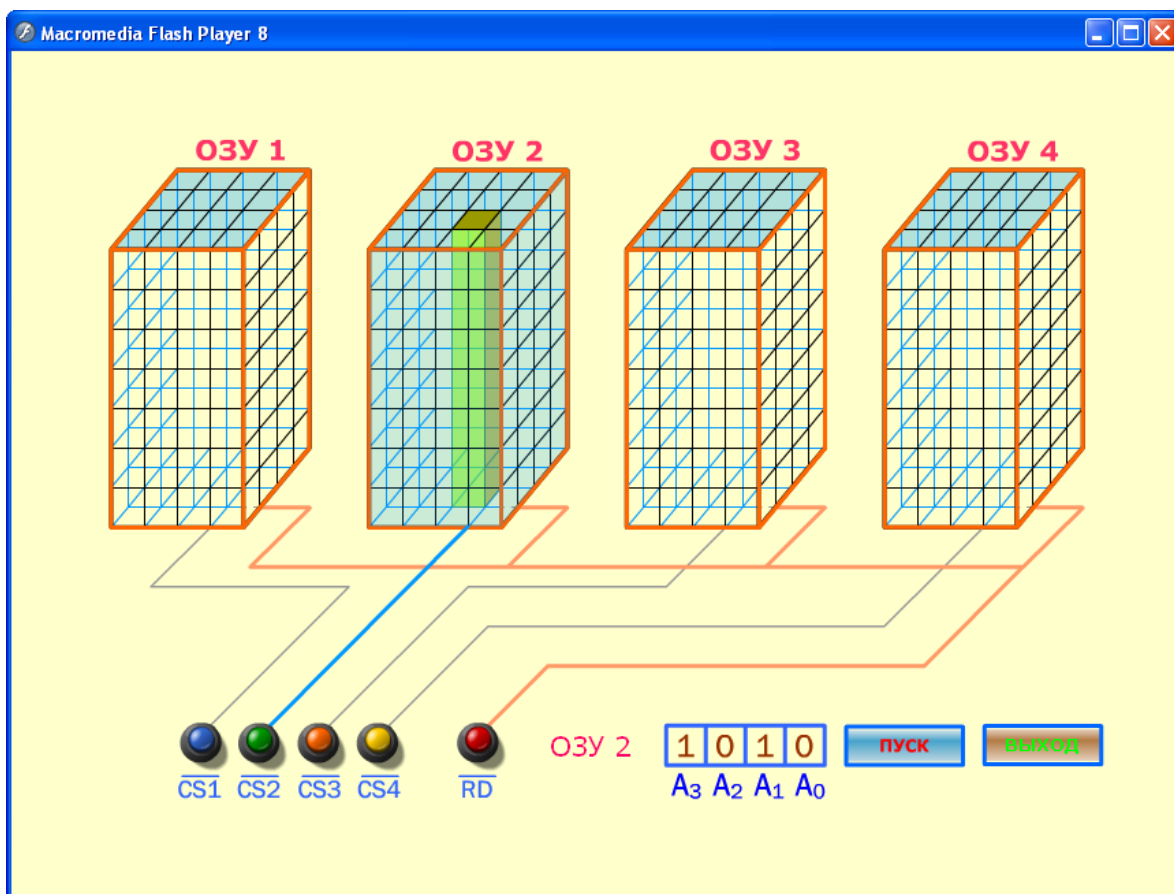 Macromedia Flash Player 8
ОЗУ 1 ОЗУ 2 ОЗУ 3 ОЗУ 4
CS1 CS2 CS3 CS4 RD ОЗУ 2 1 0 1 0 ПУСК ВЫХОД
A3 A2 A1 A0